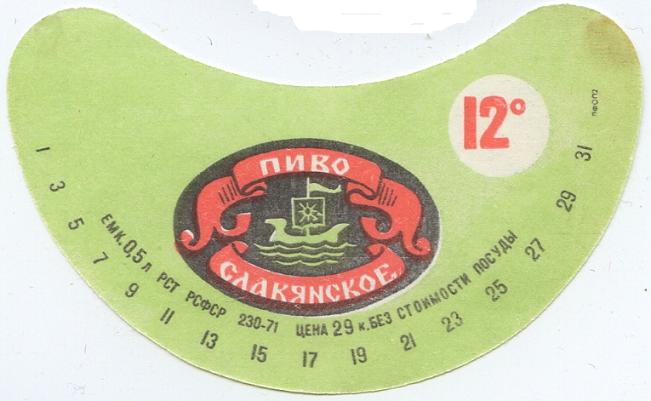 12°
ПФОП2
ПИВО
СЛАВЯНСКОЕ
ЕМК. 0,5 л РСТ РСФСР 230-71 ЦЕНА 29 к. БЕЗ СТОИМОСТИ ПОСУДЫ
1 3 5 7 9 11 13 15 17 19 21 23 25 27 29 31